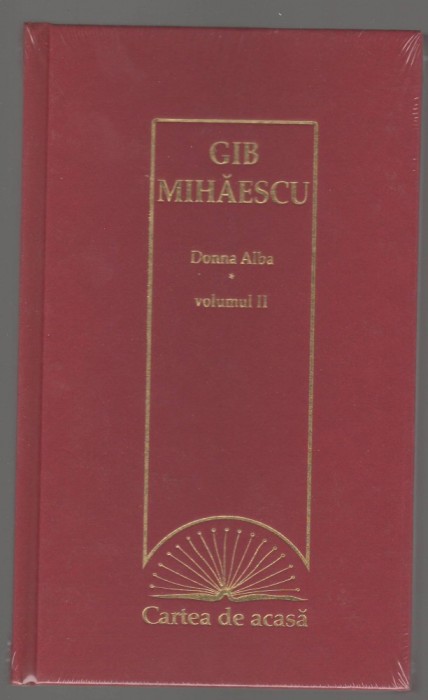 GIB
MIHĂESCU
Donna Alba
*
volumul II
Cartea de acasă